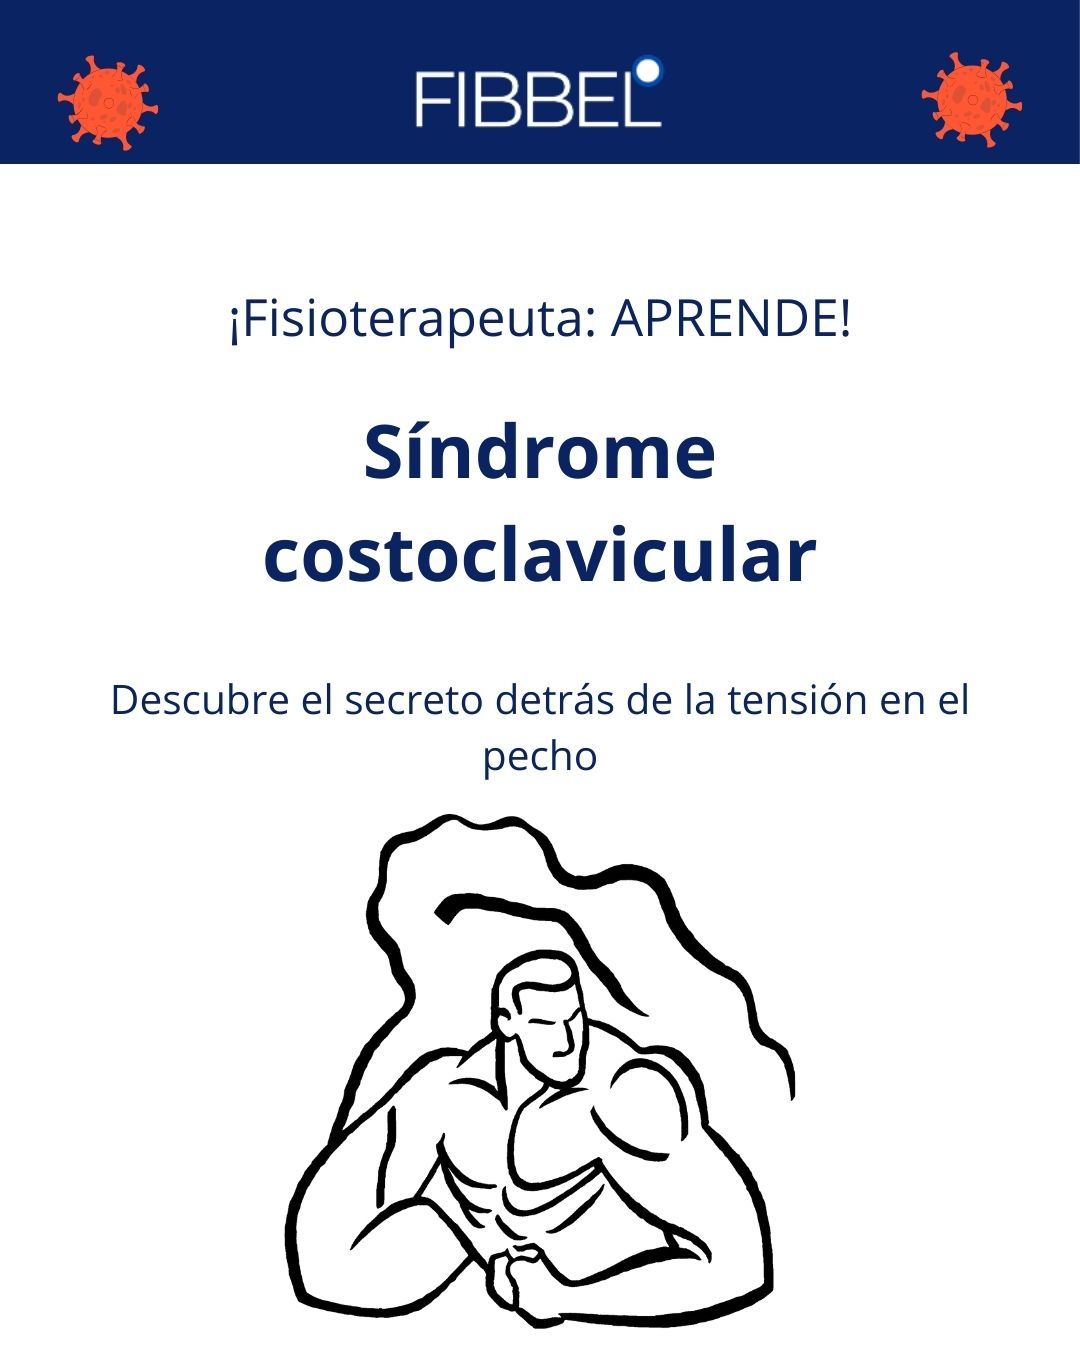 FIBBEL
¡Fisioterapeuta: APRENDE!
Síndrome
costoclavicular
Descubre el secreto detrás de la tensión en el
pecho